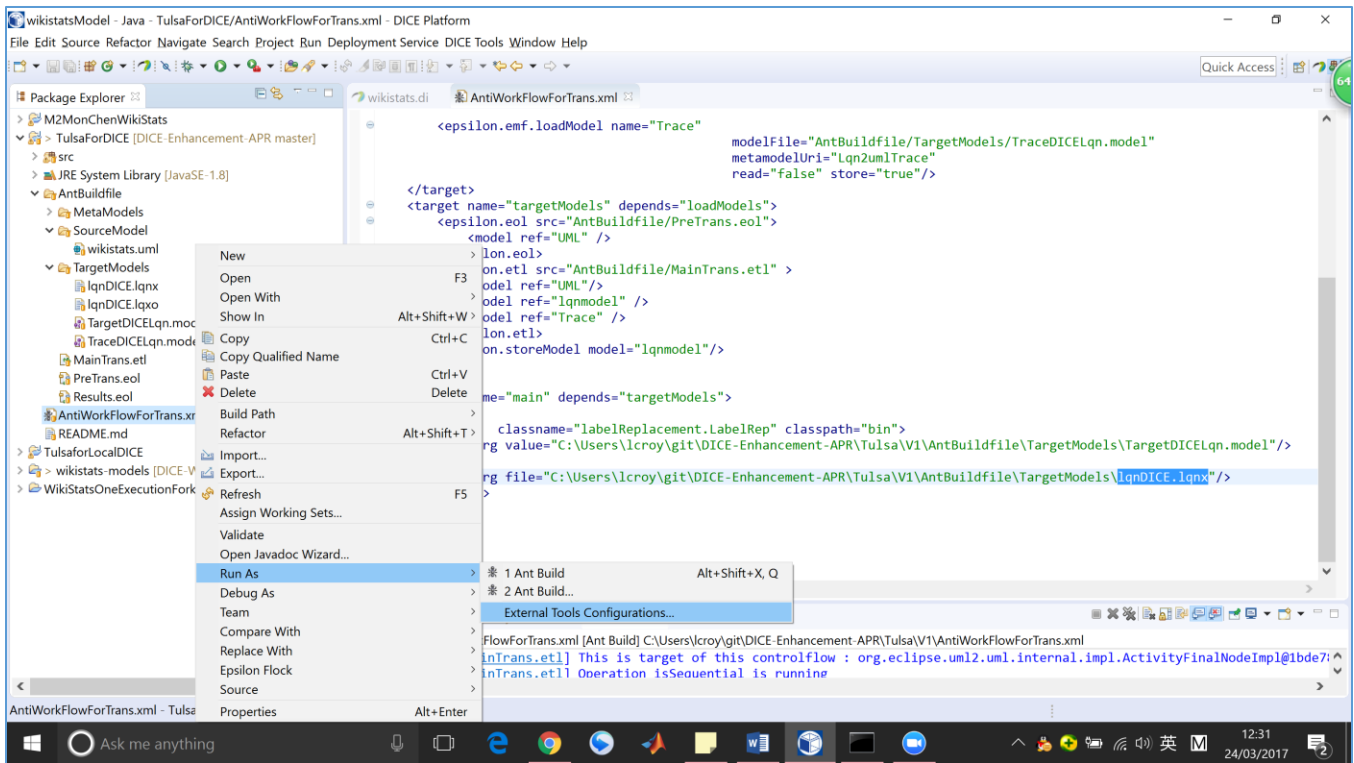 wikistatsModel - Java - TulsaForDICE/AntiWorkFlowForTrans.xml - DICE Platform
File Edit Source Refactor Navigate Search Project Run Deployment Service DICE Tools Window Help
Quick Access
64
Package Explorer
wikistats.di
AntiWorkFlowForTrans.xml
> M2MonChenWikiStats
> TulsaForDICE [DICE-Enhancement-APR master]
> src
> JRE System Library [JavaSE-1.8]
AntBuildfile
> MetaModels
SourceModel
wikistats.uml
TargetModels
lqnDICE.lqnx
lqnDICE.lqxo
TargetDICELqn.mod
TraceDICELqn.mode
MainTrans.etl
PreTrans.eol
Results.eol
AntiWorkFlowForTrans.xr
README.md
> TulsaforLocalDICE
> wikistats-models [DICE-W
> WikiStatsOneExecutionFork
<epsilon.emf.loadModel name="Trace"
modelFile="AntBuildfile/TargetModels/TraceDICELqn.model"
metamodelUri="Lqn2umlTrace"
read="false" store="true"/>
</target>
<target name="targetModels" depends="loadModels">
<epsilon.eol src="AntBuildfile/PreTrans.eol">
<model ref="UML" />
lon.eol>
on.etl src="AntBuildfile/MainTrans.etl" >
odel ref="UML"/>
odel ref="lqnmodel" />
odel ref="Trace" />
lon.etl>
on.storeModel model="lqnmodel"/>
me="main" depends="targetModels">
classname="labelReplacement.LabelRep" classpath="bin">
rg value="C:\Users\lcroy\git\DICE-Enhancement-APR\Tulsa\V1\AntBuildfile\TargetModels\TargetDICELqn.model"/>
rg file="C:\Users\lcroy\git\DICE-Enhancement-APR\Tulsa\V1\AntBuildfile\TargetModels\lqnDICE.lqnx"/>
>
New >
Open F3
Open With >
Show In Alt+Shift+W >
Copy Ctrl+C
Copy Qualified Name
Paste Ctrl+V
Delete Delete
Build Path >
Refactor Alt+Shift+T >
Import...
Export...
Refresh F5
Assign Working Sets...
Validate
Open Javadoc Wizard...
Run As >
Debug As >
Team >
Compare With >
Replace With >
Epsilon Flock >
Source >
Properties Alt+Enter
1 Ant Build Alt+Shift+X, Q
2 Ant Build...
External Tools Configurations...
FlowForTrans.xml [Ant Build] C:\Users\lcroy\git\DICE-Enhancement-APR\Tulsa\V1\AntiWorkFlowForTrans.xml
inTrans.etl] This is target of this controlflow : org.eclipse.uml2.uml.internal.impl.ActivityFinalNodeImpl@1bde78
inTrans.etl] Operation isSequential is running
AntiWorkFlowForTrans.xml - Tulsa
Ask me anything
英
M
12:31
24/03/2017
2